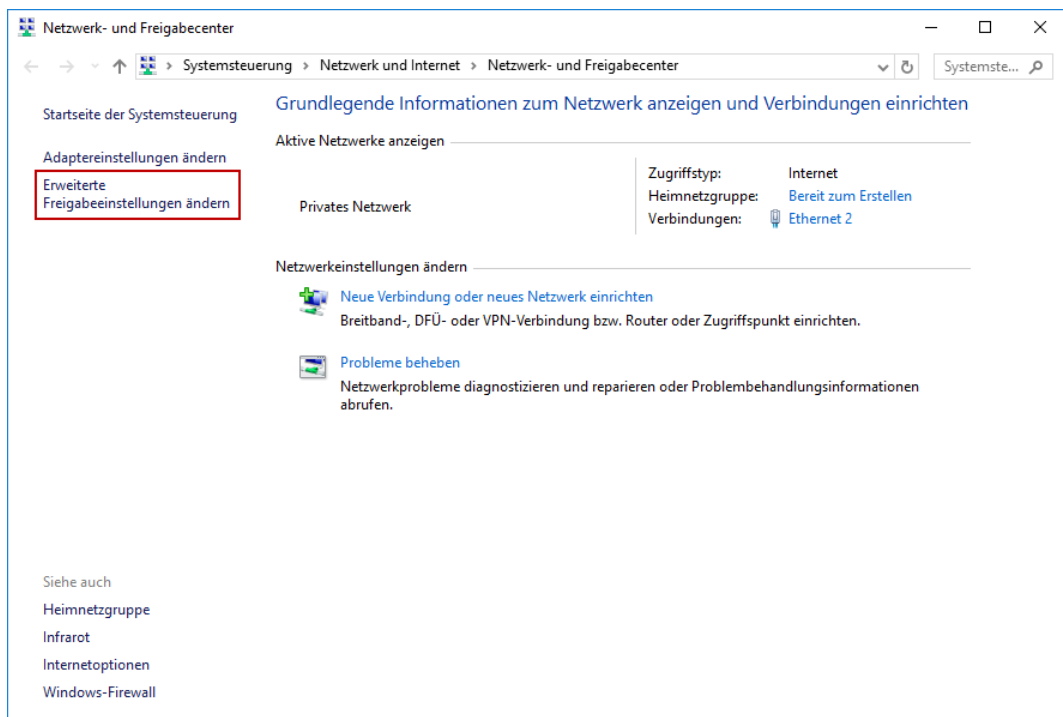 Netzwerk- und Freigabecenter
Systemsteuerung > Netzwerk und Internet > Netzwerk- und Freigabecenter
Systemste...
Startseite der Systemsteuerung
Adaptereinstellungen ändern
Erweiterte
Freigabeeinstellungen ändern
Grundlegende Informationen zum Netzwerk anzeigen und Verbindungen einrichten
Aktive Netzwerke anzeigen
Privates Netzwerk
Zugriffstyp: Internet
Heimnetzgruppe: Bereit zum Erstellen
Verbindungen: Ethernet 2
Netzwerkeinstellungen ändern
Neue Verbindung oder neues Netzwerk einrichten
Breitband-, DFÜ- oder VPN-Verbindung bzw. Router oder Zugriffspunkt einrichten.
Probleme beheben
Netzwerkprobleme diagnostizieren und reparieren oder Problembehandlungsinformationen
abrufen.
Siehe auch
Heimnetzgruppe
Infrarot
Internetoptionen
Windows-Firewall